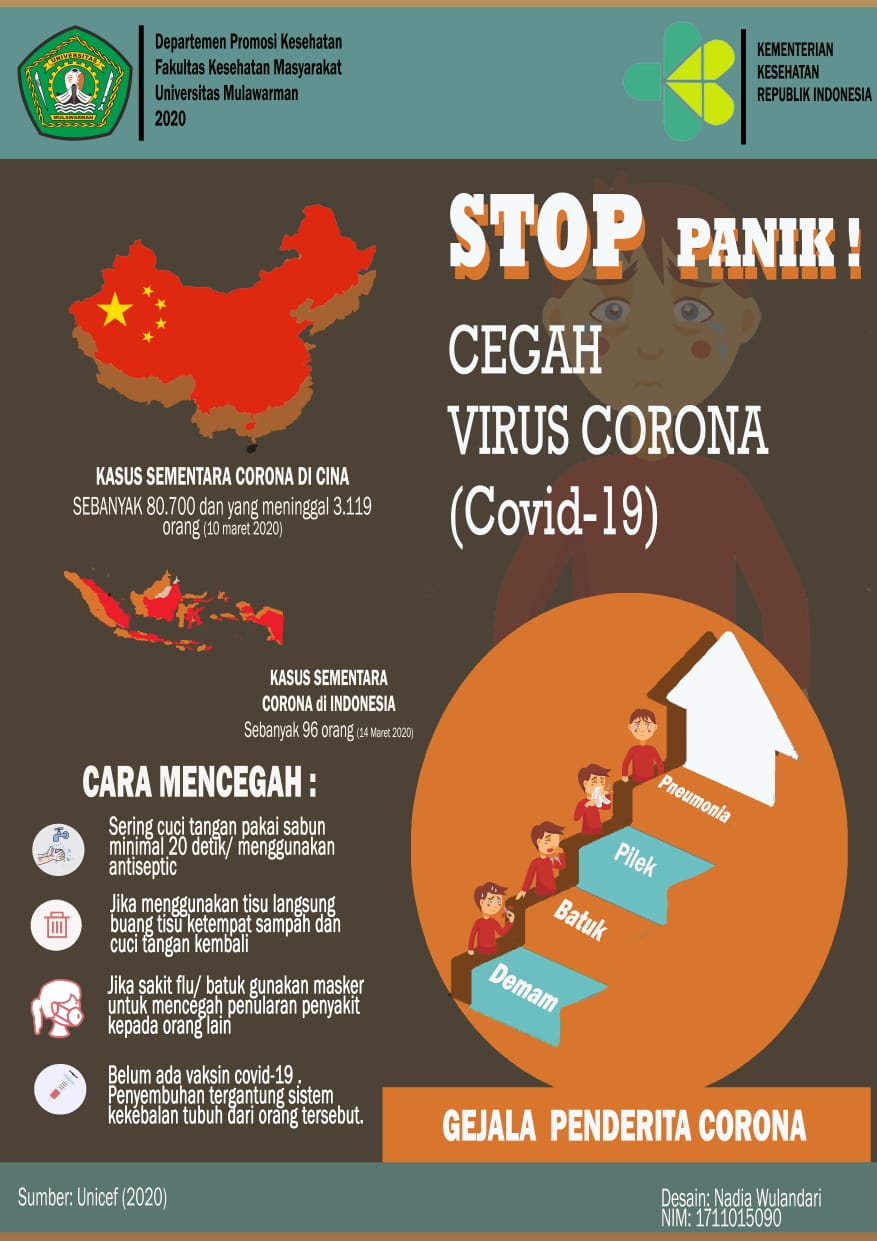 UNIVERSITAS
MULAWARMAN
Departemen Promosi Kesehatan
Fakultas Kesehatan Masyarakat
Universitas Mulawarman
2020
KEMENTERIAN
KESEHATAN
REPUBLIK INDONESIA
STOP PANIK !
CEGAH
VIRUS CORONA
(Covid-19)
KASUS SEMENTARA CORONA DI CINA
SEBANYAK 80.700 dan yang meninggal 3.119
orang (10 maret 2020)
KASUS SEMENTARA
CORONA di INDONESIA
Sebanyak 96 orang (14 Maret 2020)
CARA MENCEGAH :
Sering cuci tangan pakai sabun
minimal 20 detik/ menggunakan
antiseptic
Jika menggunakan tisu langsung
buang tisu ketempat sampah dan
cuci tangan kembali
Jika sakit flu/ batuk gunakan masker
untuk mencegah penularan penyakit
kepada orang lain
Belum ada vaksin covid-19 .
Penyembuhan tergantung sistem
kekebalan tubuh dari orang tersebut.
Pneumonia
Pilek
Batuk
Demam
GEJALA PENDERITA CORONA
Sumber: Unicef (2020)
Desain: Nadia Wulandari
NIM: 1711015090